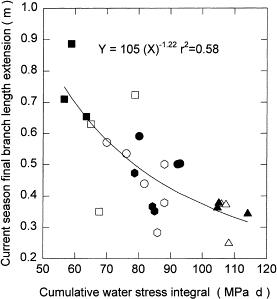 Current season final branch length extension (m)
1.0
0.9
0.8
0.7
0.6
0.5
0.4
0.3
0.2
Y = 105 (X)-1.22 r2=0.58
50 60 70 80 90 100 110 120
Cumulative water stress integral ( MPa d)